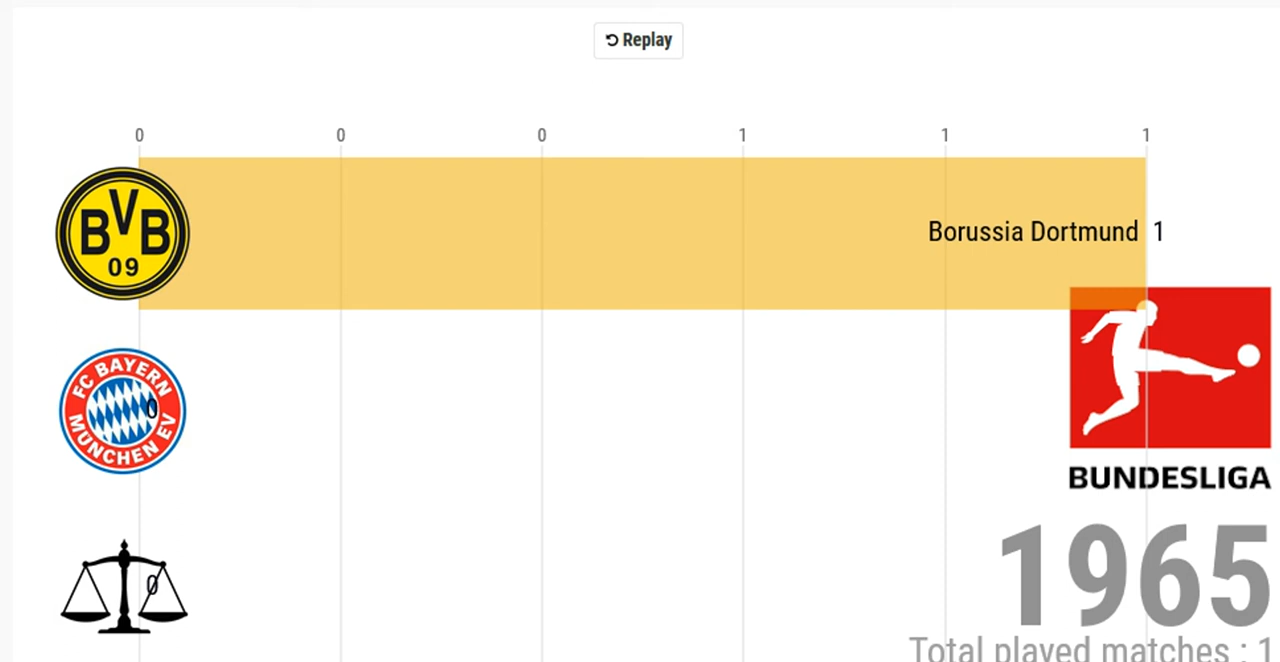 Replay
0 0 0 1 1 1
BVB
09
Borussia Dortmund 1
FC BAYERN
MÜNCHEN EV
0
BUNDESLIGA
0
1965
Total played matches : 1